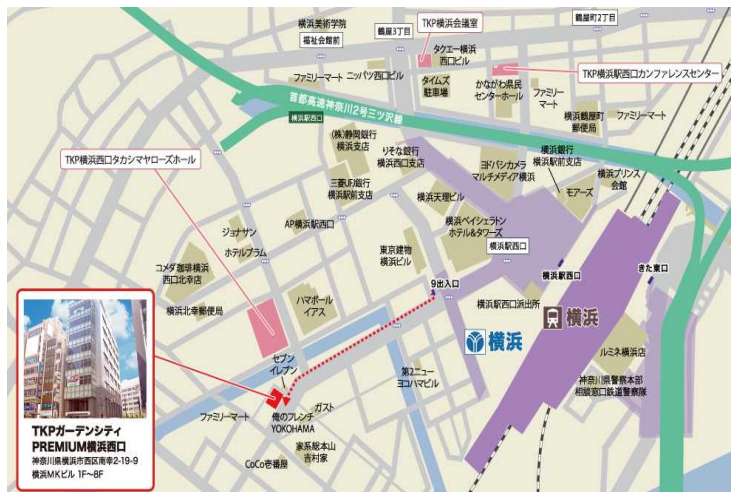 横浜美術学院
福祉会館前
鶴屋3丁目
TKP横浜会議室
鶴屋町2丁目
タクエー横浜
西口ビル
ニッパツ西口ビル
ファミリーマート
タイムズ
駐車場
かながわ県民
センターホール
TKP横浜駅西口カンファレンスセンター
ファミリー
マート
横浜鶴屋町
郵便局
ファミリーマート
首都高速神奈川2号三ツ沢線
横浜駅西口
(株)静岡銀行
横浜支店
りそな銀行
横浜西口支店
TKP横浜西口タカシマヤローズホール
三菱UFJ銀行
横浜駅前支店
ヨドバシカメラ
マルチメディア横浜
横浜銀行
横浜駅前支店
モアーズ
横浜プリンス
会館
横浜天理ビル
AP横浜駅西口
ジョナサン
ホテルプラム
横浜ベイシェラトン
ホテル&タワーズ
横浜駅西口
東京建物
横浜ビル
コメダ珈琲横浜
西口北幸店
9出入口
横浜駅西口
きた東口
横浜北幸郵便局
ハマボール
イアス
横浜駅西口派出所
横浜
横浜
ルミネ横浜店
神奈川県警察本部
相談窓口鉄道警察隊
セブン
イレブン
第2ニュー
ヨコハマビル
ファミリーマート
俺のフレンチ
YOKOHAMA
ガスト
家系総本山
吉村家
CoCo壱番屋
TKPガーデンシティ
PREMIUM横浜西口
神奈川県横浜市西区南幸2-19-9
横浜MKビル 1F~8F